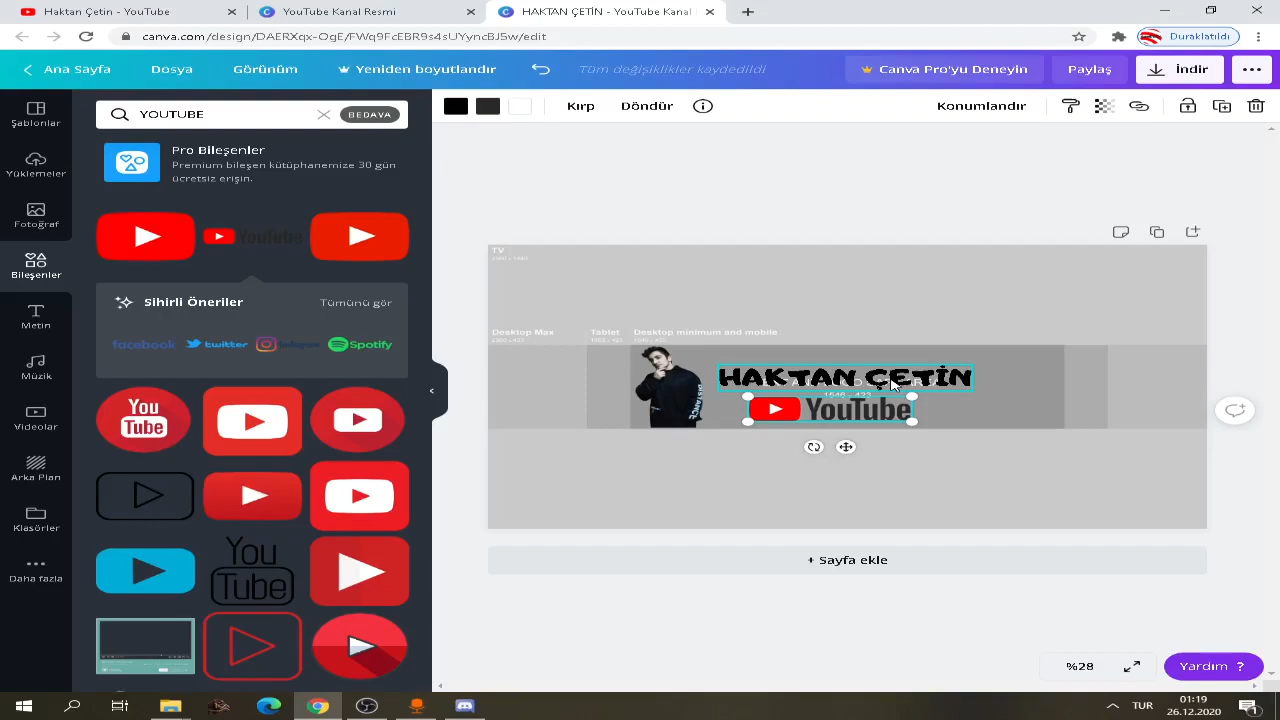 Haktan Çetin - YouTube
YouTube Kanal Resmi
HAKTAN ÇETİN - YouTube Kanal
canva.com/design/DAERXqx-OgE/FWq9FcEBR9s4sUYyncBJ5w/edit
Duraklatıldı
Ana Sayfa
Dosya
Görünüm
Yeniden boyutlandır
Tüm değişiklikler kaydedildi
Canva Pro'yu Deneyin
Paylaş
İndir
Şablonlar
Yüklemeler
Fotoğraf
Bileşenler
Metin
Müzik
Videolar
Arka Plan
Klasörler
Daha fazla
YOUTUBE
BEDAVA
Pro Bileşenler
Premium bileşen kütüphanemize 30 gün
ücretsiz erişin.
YouTube
Sihirli Öneriler
Tümünü gör
facebook
twitter
Instagram
Spotify
You
Tube
You
Tube
Kırp
Döndür
Konumlandır
TV
Desktop Max
Tablet
Desktop minimum and mobile
HAKTAN ÇETİN
YouTube
+ Sayfa ekle
%28
Yardım ?
TUR
01:19
26.12.2020